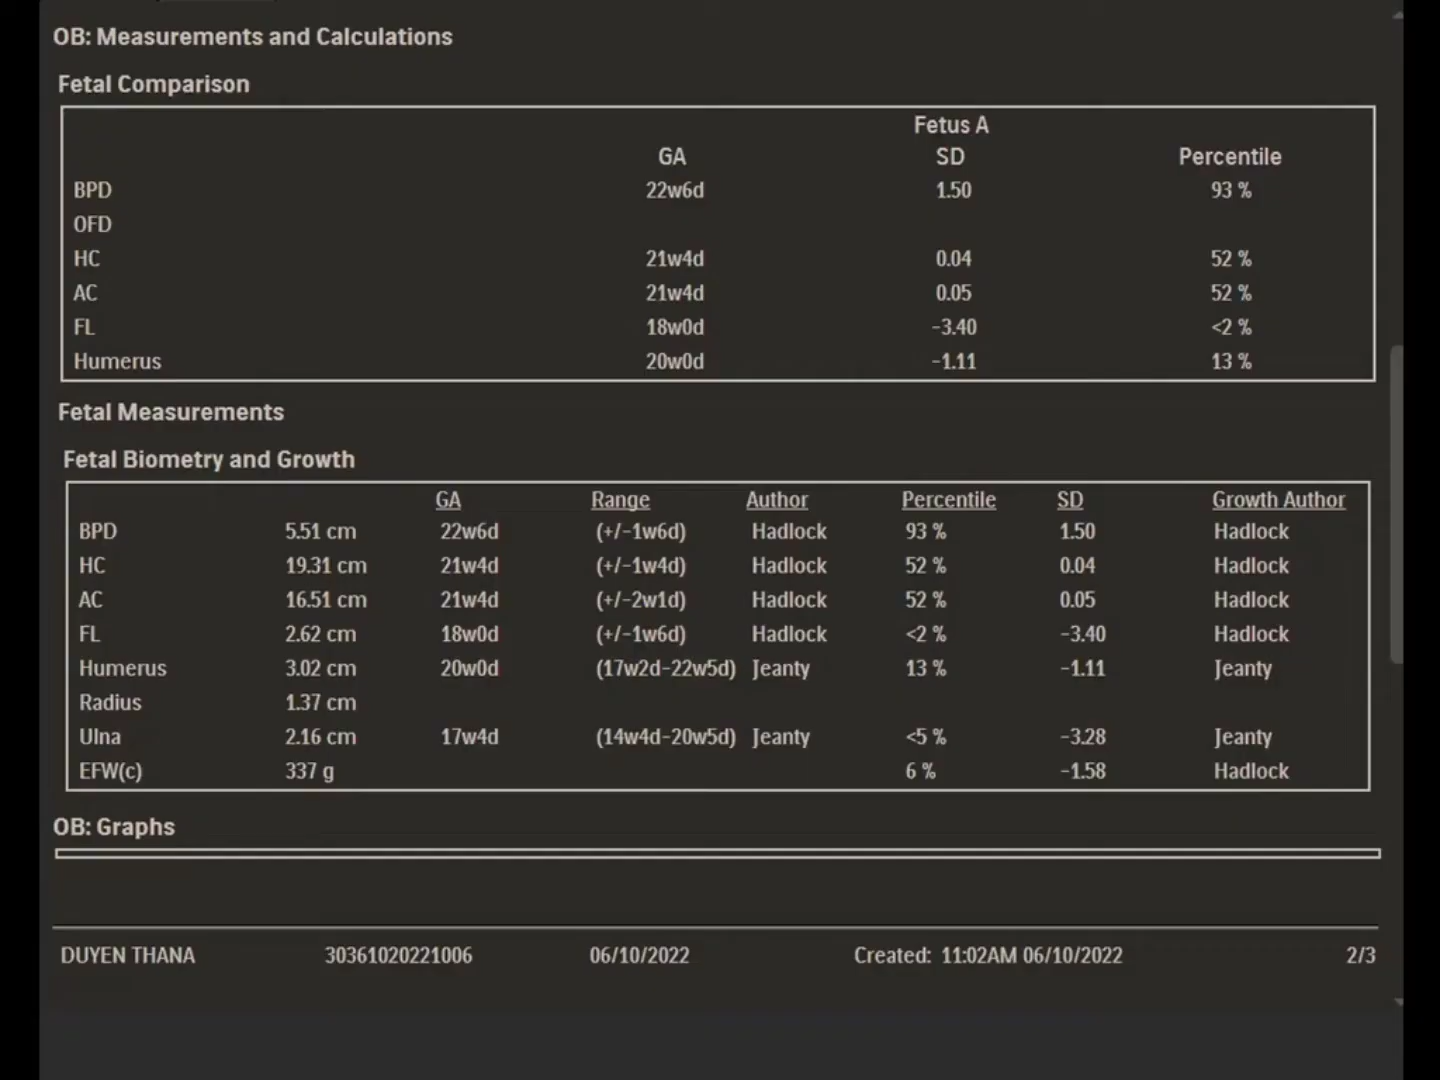 OB: Measurements and Calculations
Fetal Comparison
Fetus A
GA SD Percentile
BPD 22w6d 1.50 93 %
OFD
HC 21w4d 0.04 52 %
AC 21w4d 0.05 52 %
FL 18w0d -3.40 <2 %
Humerus 20w0d -1.11 13 %
Fetal Measurements
Fetal Biometry and Growth
GA Range Author Percentile SD Growth Author
BPD 5.51 cm 22w6d (+/-1w6d) Hadlock 93 % 1.50 Hadlock
HC 19.31 cm 21w4d (+/-1w4d) Hadlock 52 % 0.04 Hadlock
AC 16.51 cm 21w4d (+/-2w1d) Hadlock 52 % 0.05 Hadlock
FL 2.62 cm 18w0d (+/-1w6d) Hadlock <2 % -3.40 Hadlock
Humerus 3.02 cm 20w0d (17w2d-22w5d) Jeanty 13 % -1.11 Jeanty
Radius 1.37 cm
Ulna 2.16 cm 17w4d (14w4d-20w5d) Jeanty <5 % -3.28 Jeanty
EFW(c) 337 g 6 % -1.58 Hadlock
OB: Graphs
DUYEN THANA 30361020221006 06/10/2022 Created: 11:02AM 06/10/2022 2/3